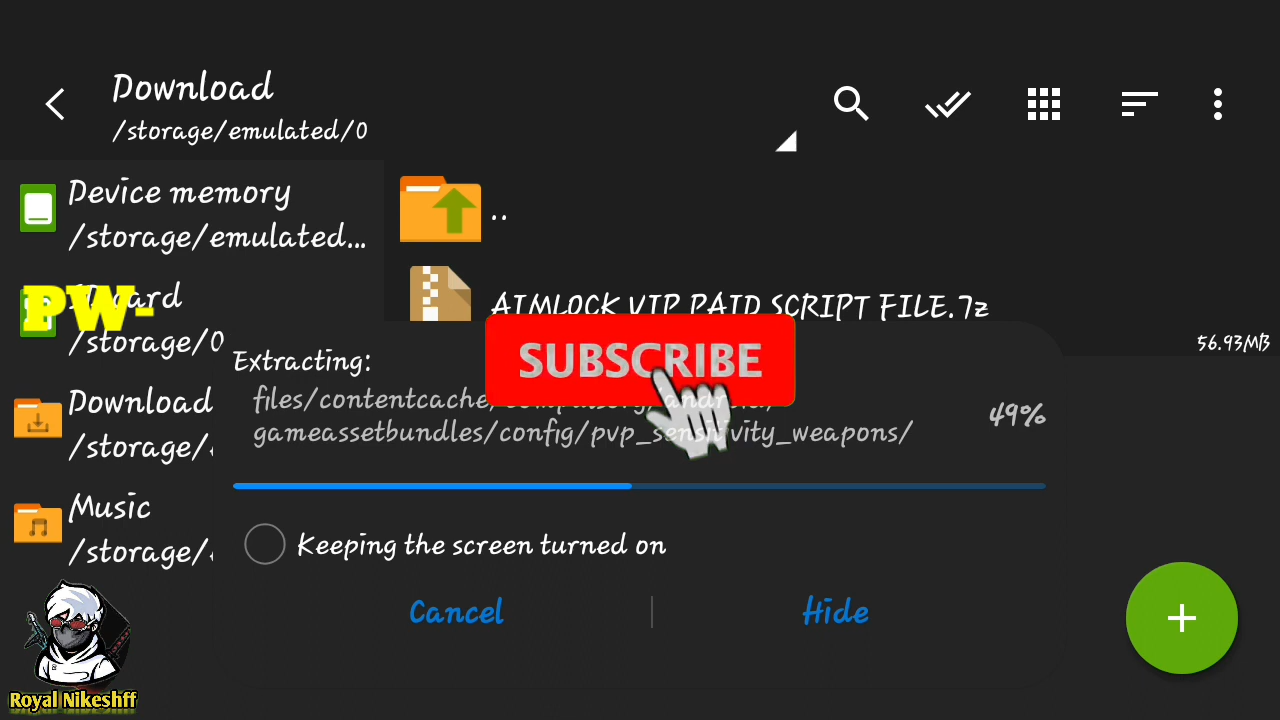 Download
/storage/emulated/0
Device memory
/storage/emulated...
..
AIMLOCK VIP PAID SCRIPT FILE.7z
56.93MB
PW-
card
/storage/0
Extracting:
SUBSCRIBE
files/contentcache/
gameassetbundles/config/pvp_sensitivity_weapons/
49%
Download
/storage/
Music
/storage/
Keeping the screen turned on
Cancel
Hide
Royal Nikeshff